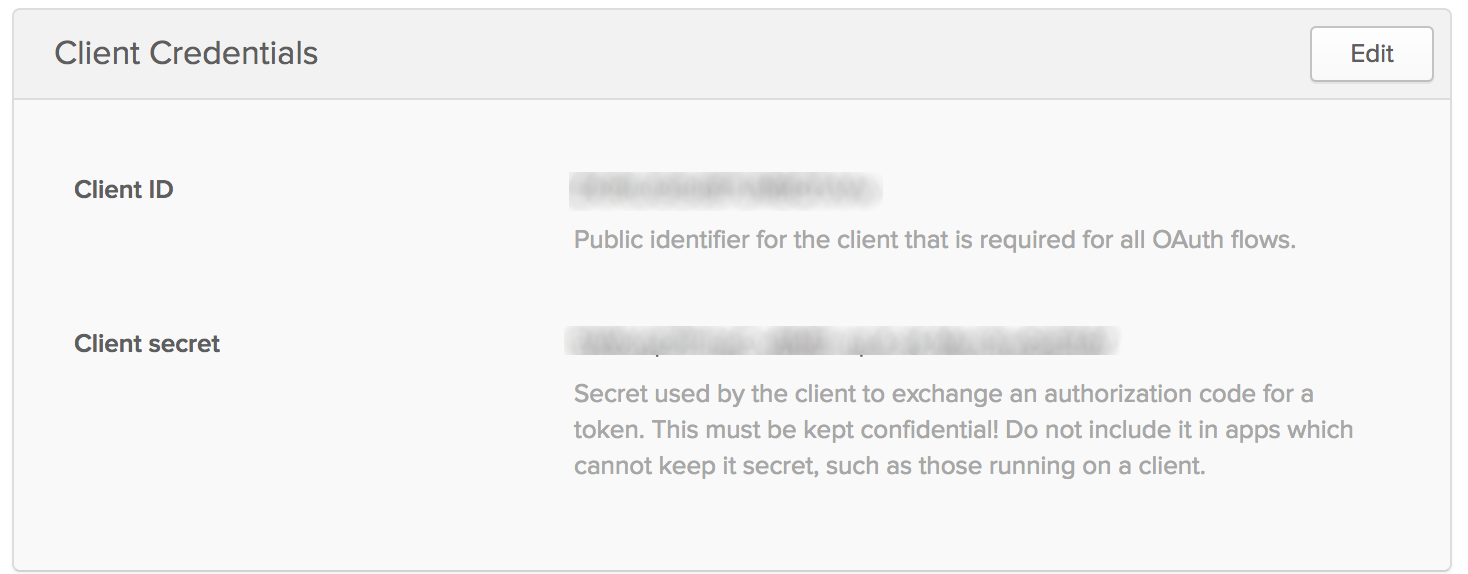 Client Credentials
Edit
Client ID
Public identifier for the client that is required for all OAuth flows.
Client secret
Secret used by the client to exchange an authorization code for a
token. This must be kept confidential! Do not include it in apps which
cannot keep it secret, such as those running on a client.